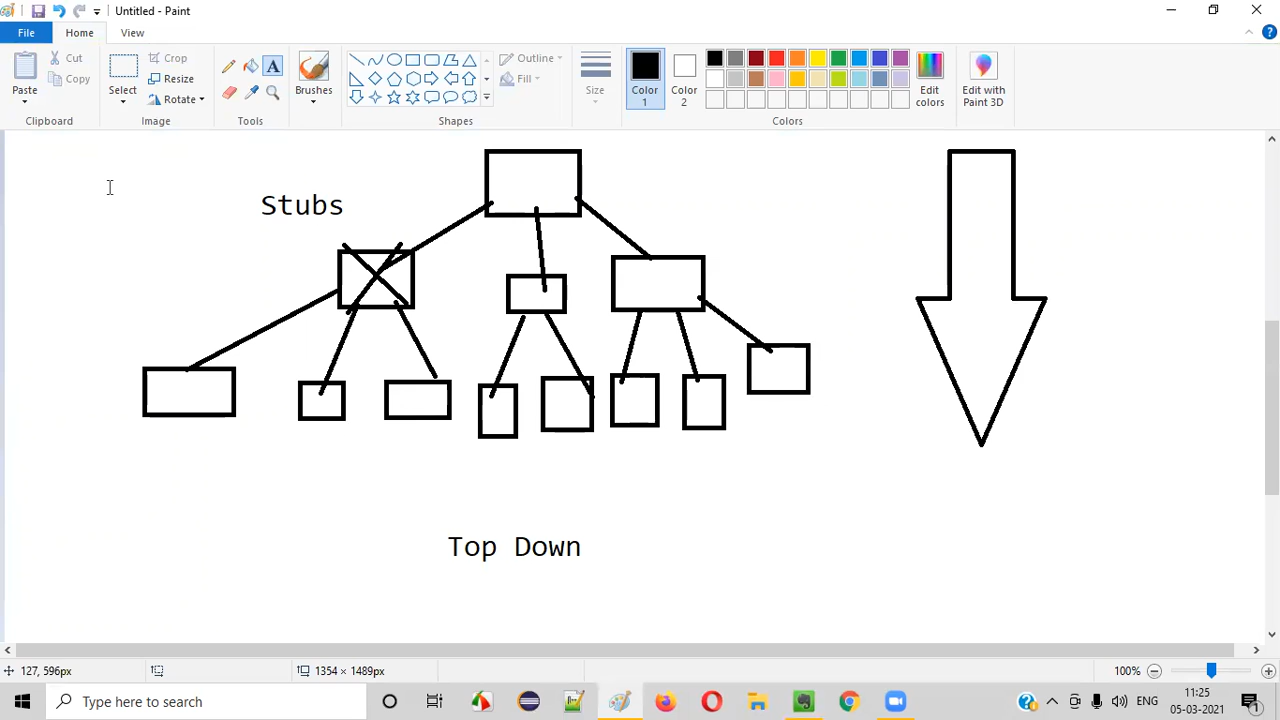 Untitled - Paint
File
Home
View
Paste
Cut
Copy
Clipboard
Select
Crop
Resize
Rotate
Image
A
Tools
Brushes
Shapes
Outline
Fill
Size
Color 1
Color 2
Edit colors
Colors
Edit with Paint 3D
Stubs
Top Down
127, 596px
1354 × 1489px
100%
Type here to search
ENG
11:25
05-03-2021
1